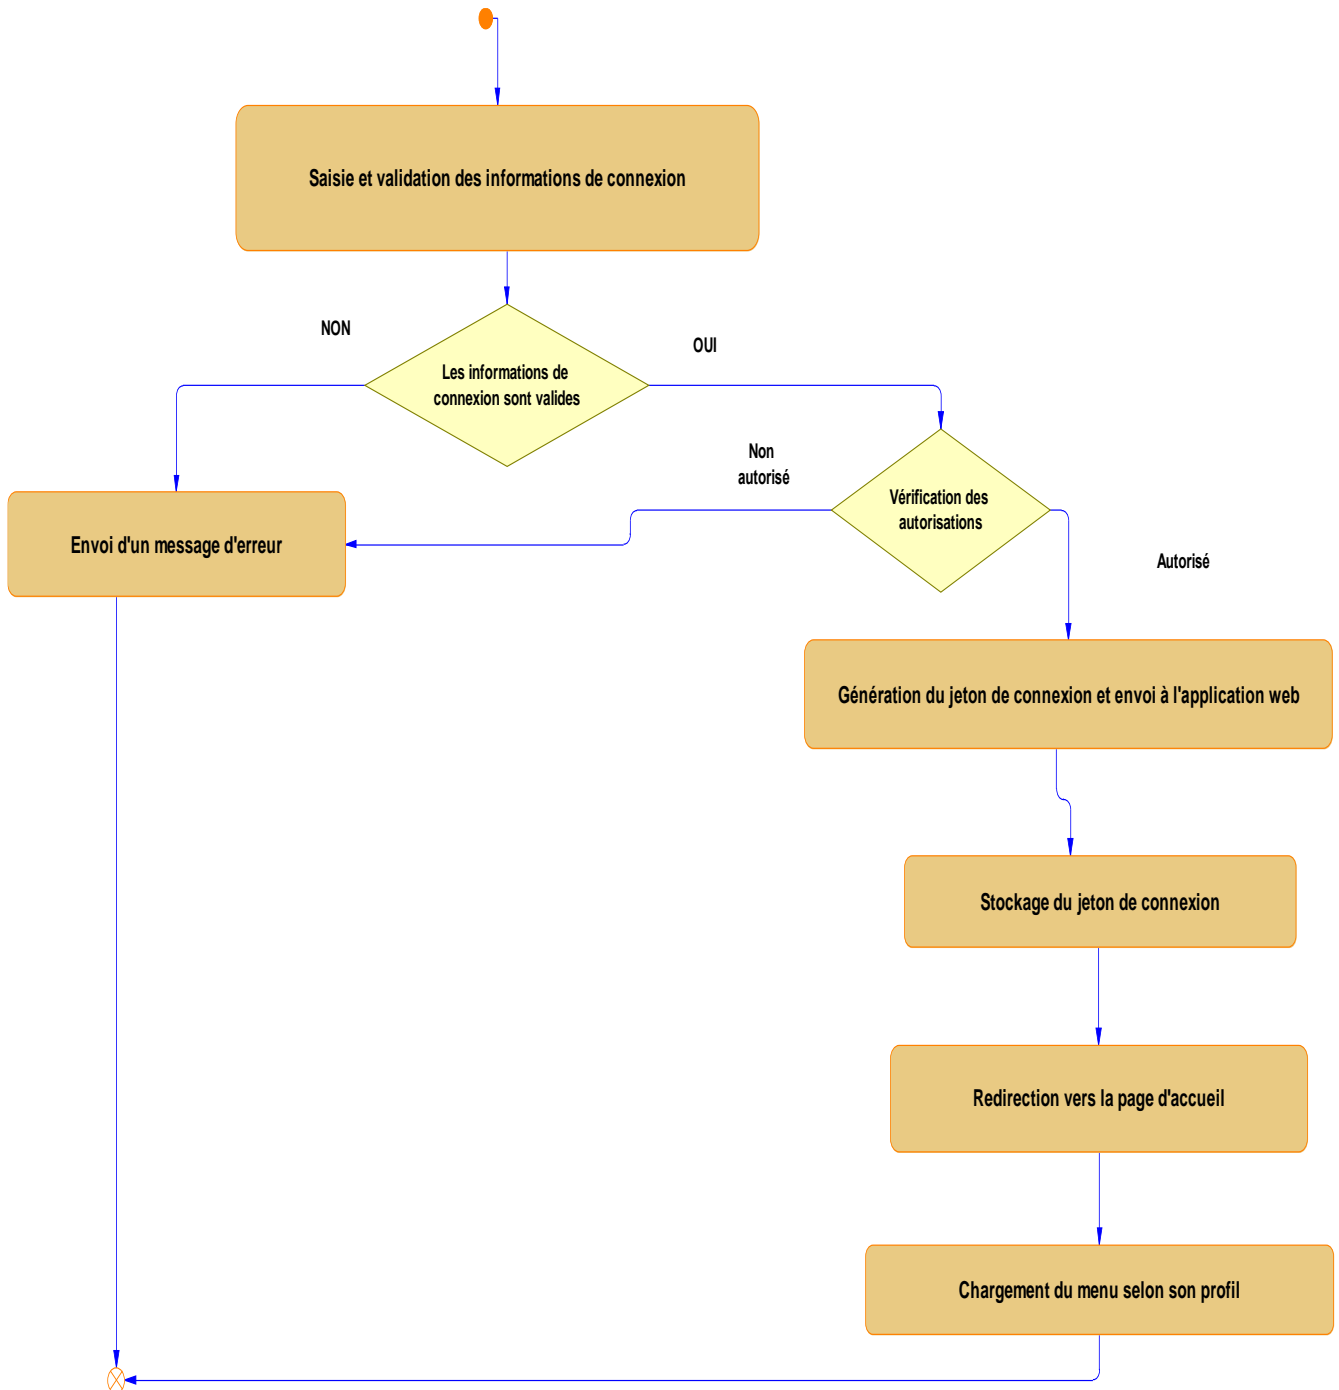 Saisie et validation des informations de connexion
NON
OUI
Les informations de
connexion sont valides
Non
autorisé
Vérification des
autorisations
Envoi d'un message d'erreur
Autorisé
Génération du jeton de connexion et envoi à l'application web
Stockage du jeton de connexion
Redirection vers la page d'accueil
Chargement du menu selon son profil